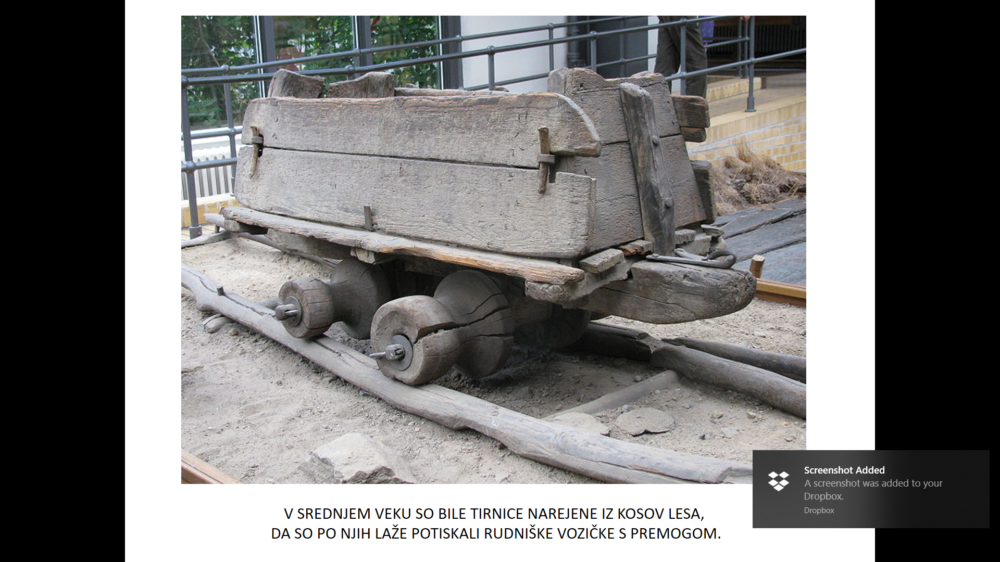 Screenshot Added
A screenshot was added to your
Dropbox.
Dropbox
V SREDNJEM VEKU SO BILE TIRNICE NAREJENE IZ KOSOV LESA,
DA SO PO NJIH LAŽE POTISKALI RUDNIŠKE VOZIČKE S PREMOGOM.